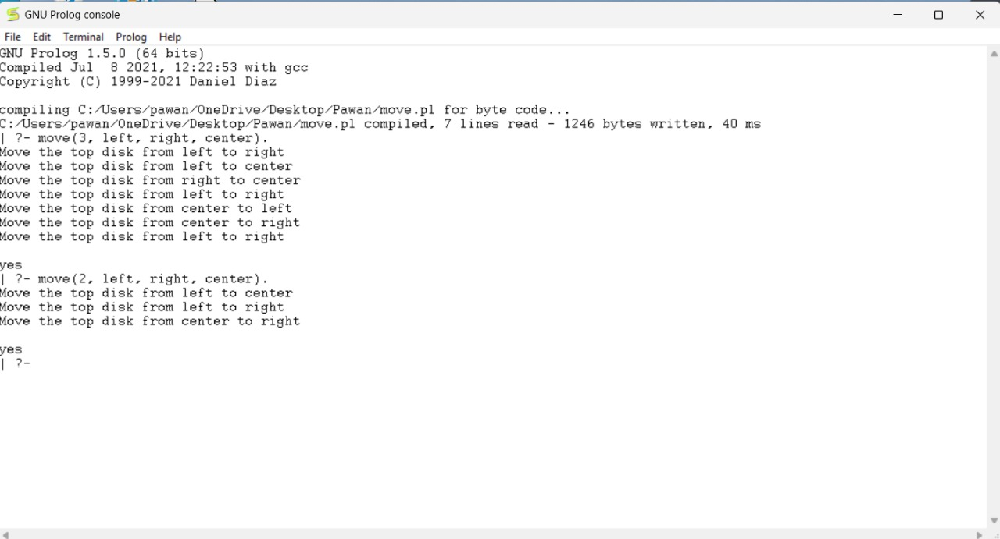 GNU Prolog console
File Edit Terminal Prolog Help
GNU Prolog 1.5.0 (64 bits)
Compiled Jul  8 2021, 12:22:53 with gcc
Copyright (C) 1999-2021 Daniel Diaz
compiling C:/Users/pawan/OneDrive/Desktop/Pawan/move.pl for byte code...
C:/Users/pawan/OneDrive/Desktop/Pawan/move.pl compiled, 7 lines read - 1246 bytes written, 40 ms
| ?- move(3, left, right, center).
Move the top disk from left to right
Move the top disk from left to center
Move the top disk from right to center
Move the top disk from left to right
Move the top disk from center to left
Move the top disk from center to right
Move the top disk from left to right
yes
| ?- move(2, left, right, center).
Move the top disk from left to center
Move the top disk from left to right
Move the top disk from center to right
yes
| ?-